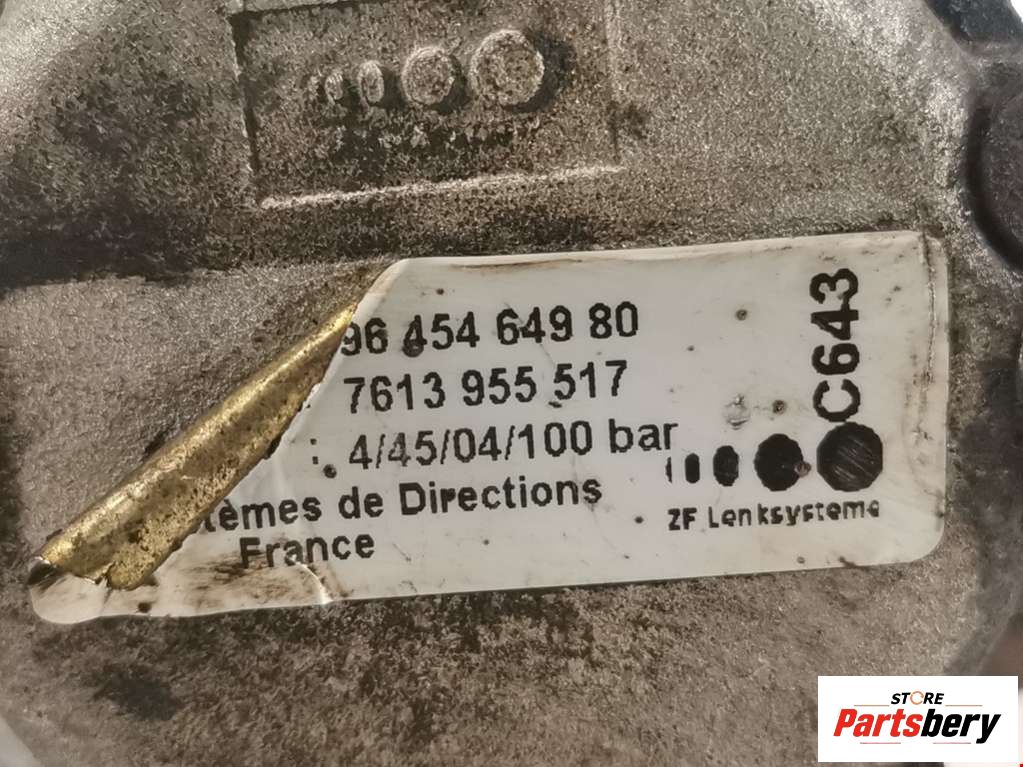 96 454 649 80
7613 955 517
: 4/45/04/100 bar
tèmes de Directions
France
C643
ZF Lenksysteme
STORE
Partsbery